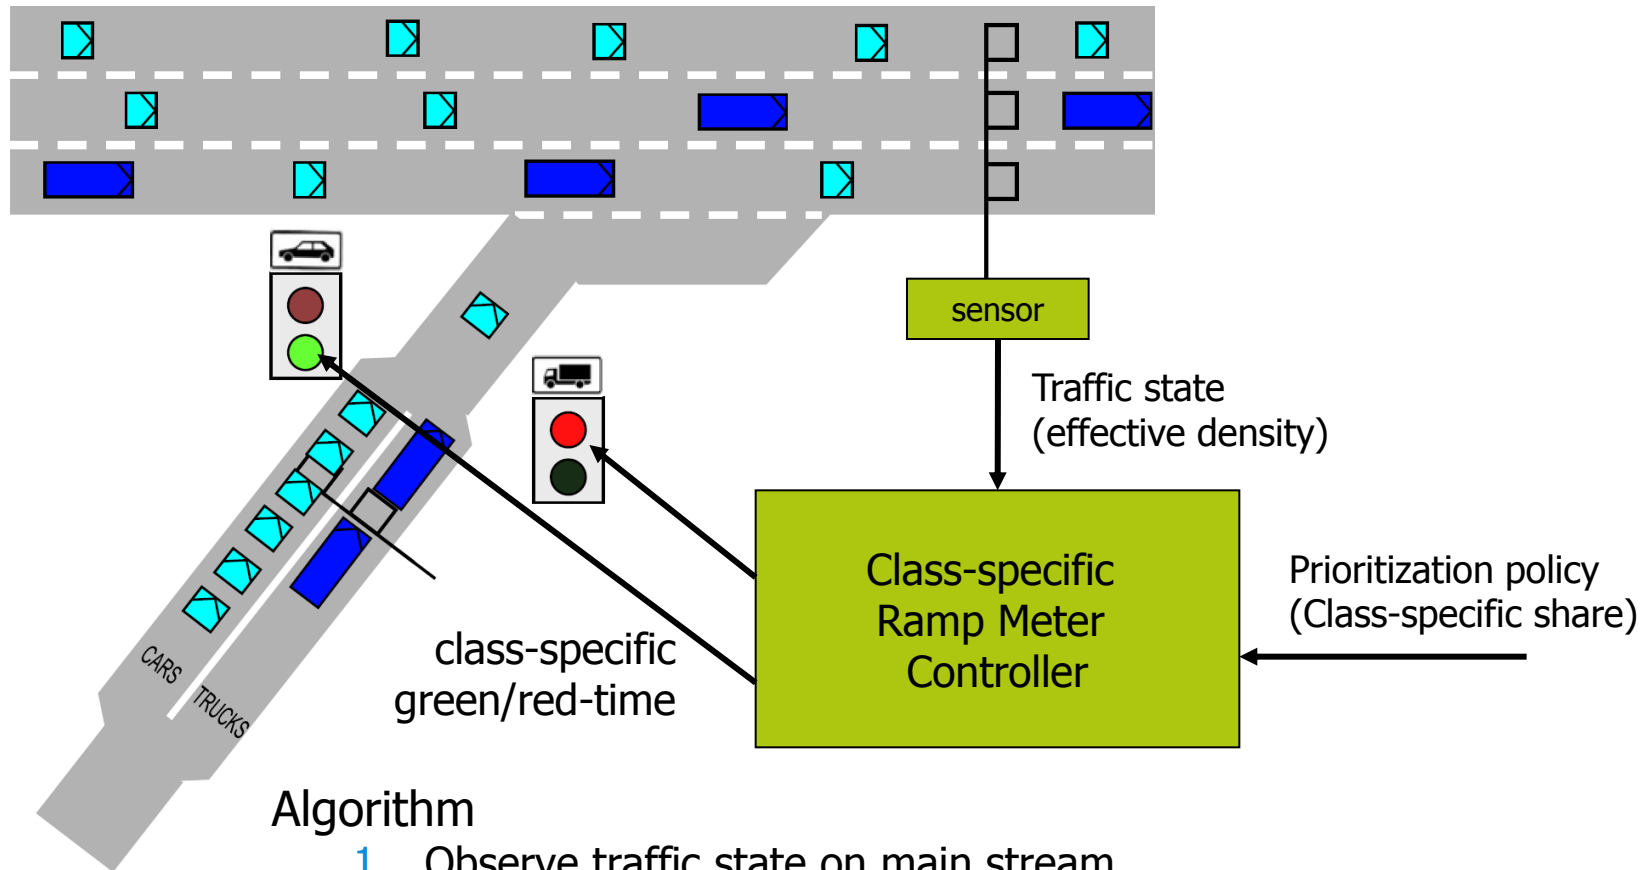 sensor
Traffic state
(effective density)
Class-specific
Ramp Meter
Controller
Prioritization policy
(Class-specific share)
class-specific
green/red-time
CARS
TRUCKS
Algorithm
1 Observe traffic state on main stream